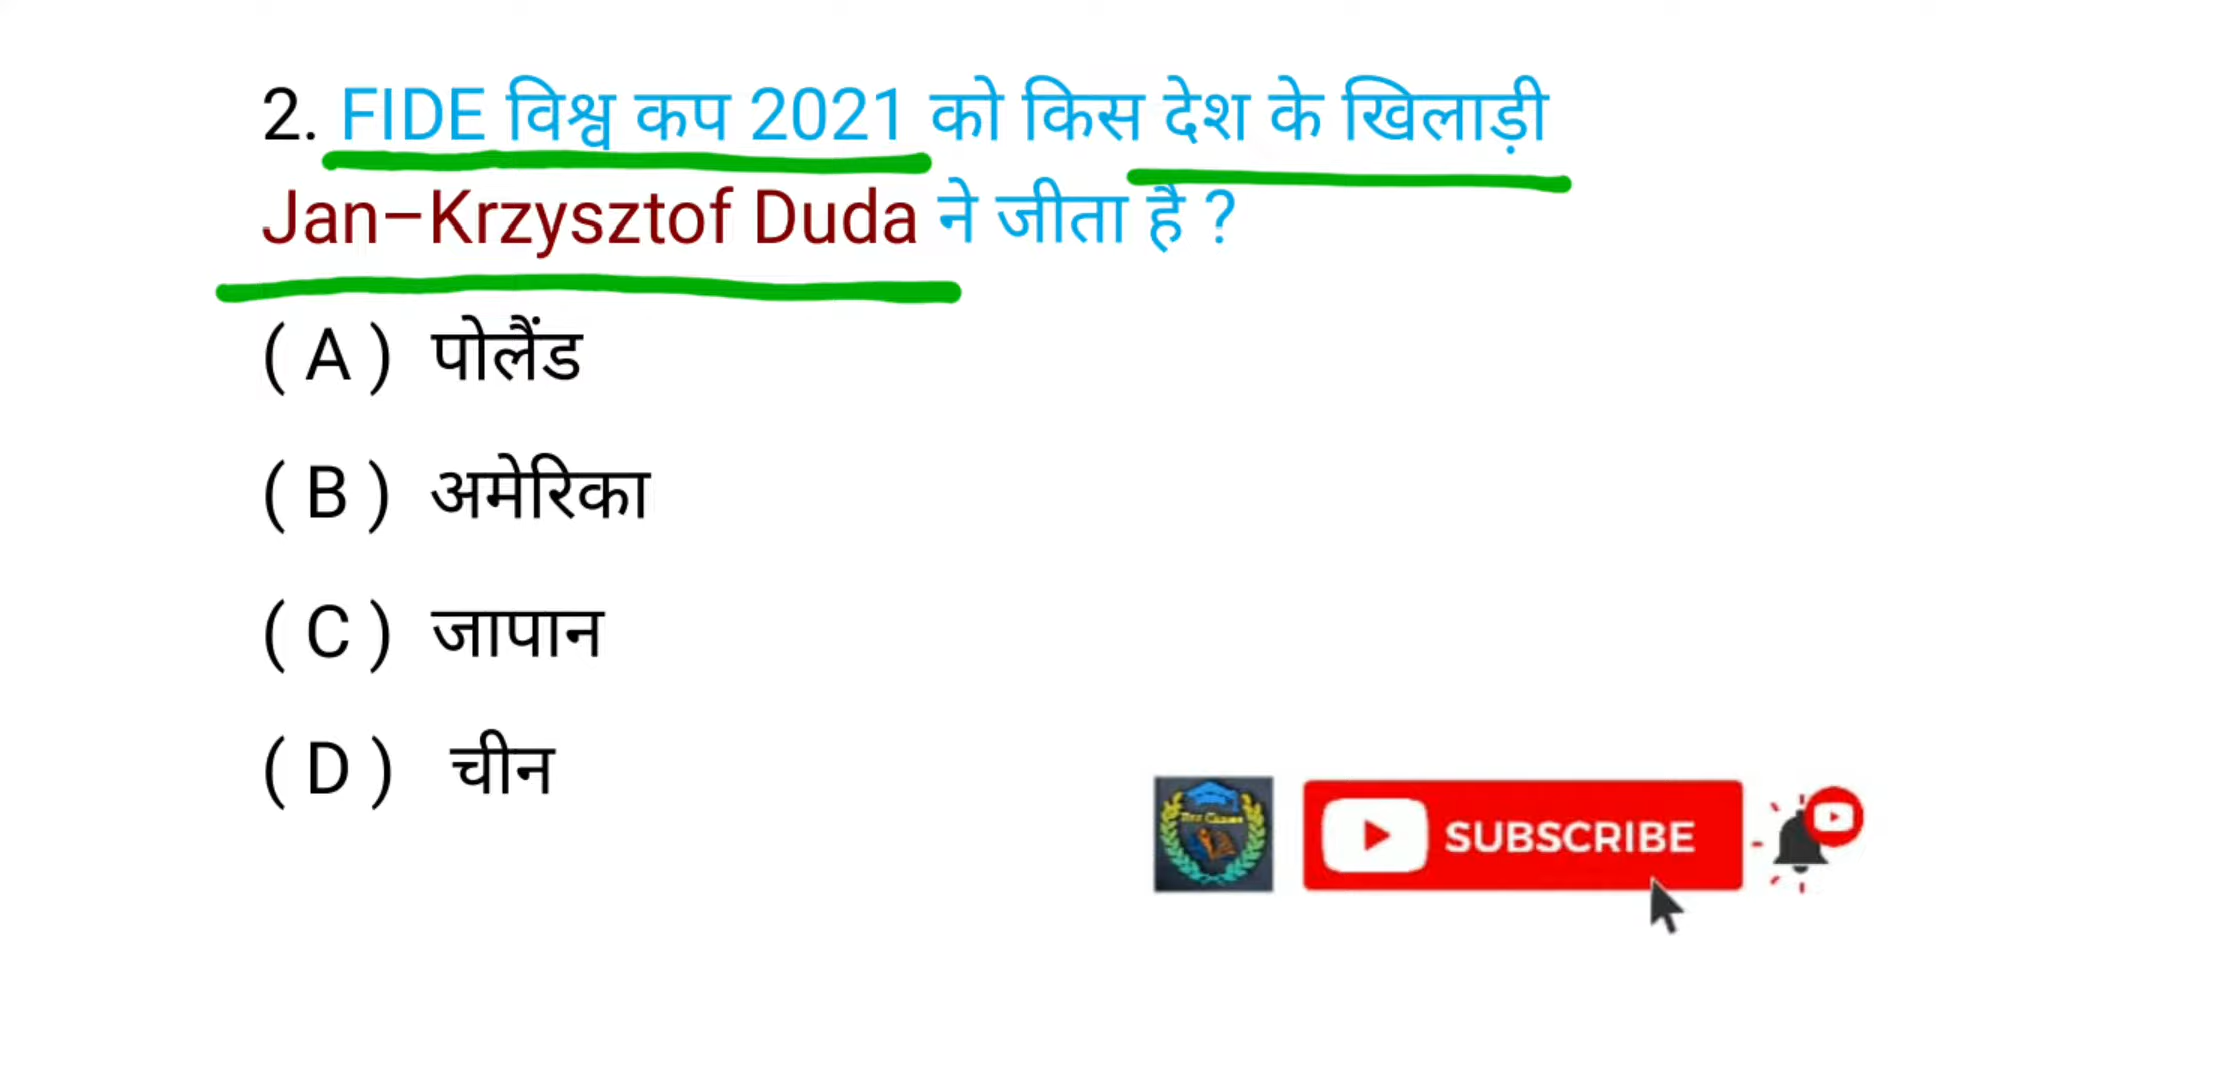 2. FIDE विश्व कप 2021 को किस देश के खिलाड़ी
Jan–Krzysztof Duda ने जीता है ?
( A ) पोलैंड
( B ) अमेरिका
( C ) जापान
( D ) चीन
SUBSCRIBE